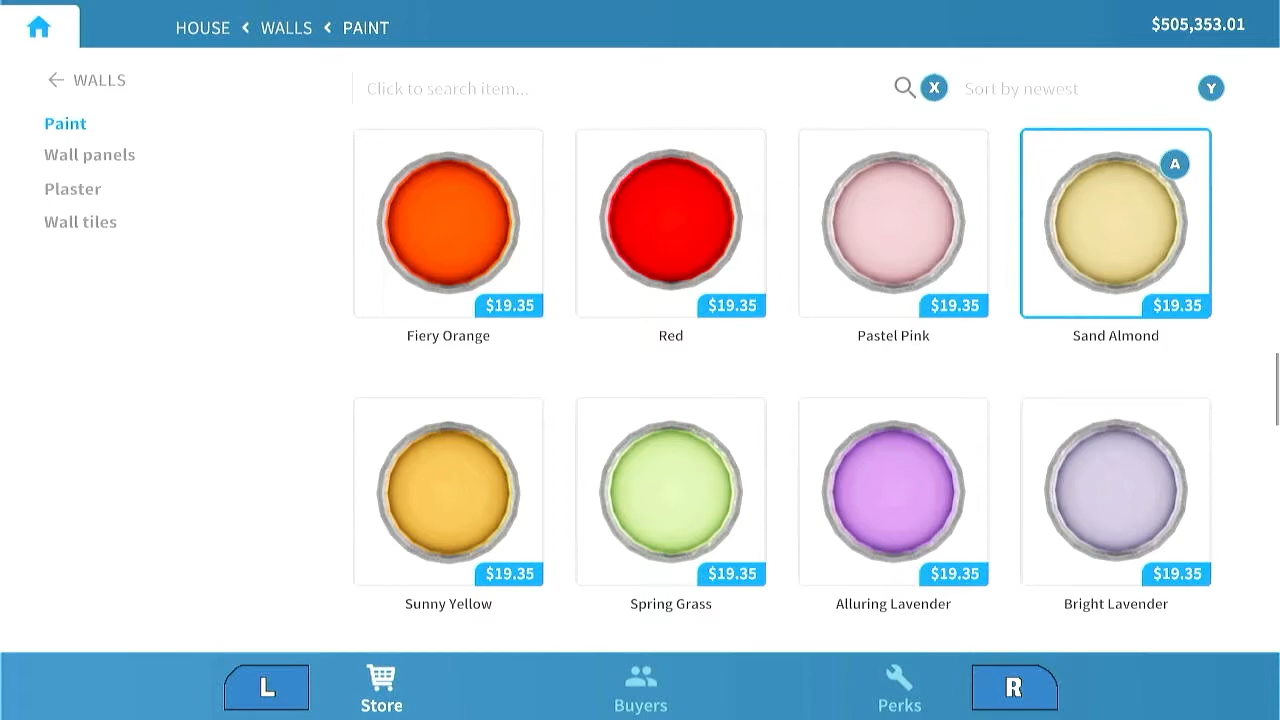 HOUSE < WALLS < PAINT
$505,353.01
← WALLS
Click to search item...
X
Sort by newest
Y
Paint
Wall panels
Plaster
Wall tiles
A
$19.35
$19.35
$19.35
$19.35
Fiery Orange
Red
Pastel Pink
Sand Almond
$19.35
$19.35
$19.35
$19.35
Sunny Yellow
Spring Grass
Alluring Lavender
Bright Lavender
L
Store
Buyers
Perks
R